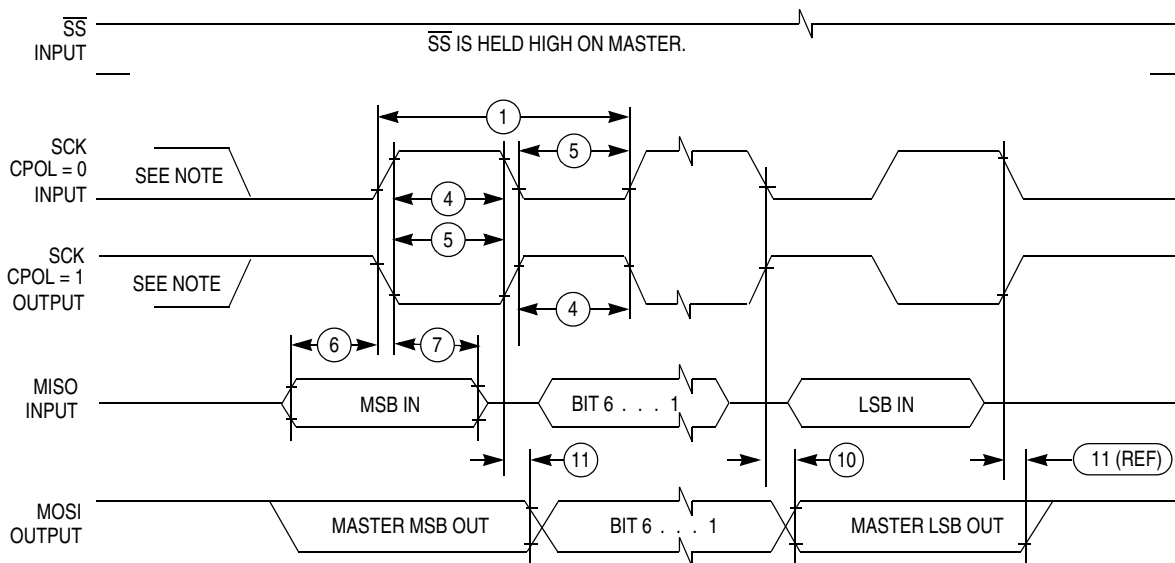 SS
INPUT
SS IS HELD HIGH ON MASTER.
1
SCK
CPOL = 0
INPUT
SEE NOTE
5
4
5
SCK
CPOL = 1
OUTPUT
SEE NOTE
4
6
7
MISO
INPUT
MSB IN
BIT 6 . . . 1
LSB IN
11
10
11 (REF)
MOSI
OUTPUT
MASTER MSB OUT
BIT 6 . . . 1
MASTER LSB OUT